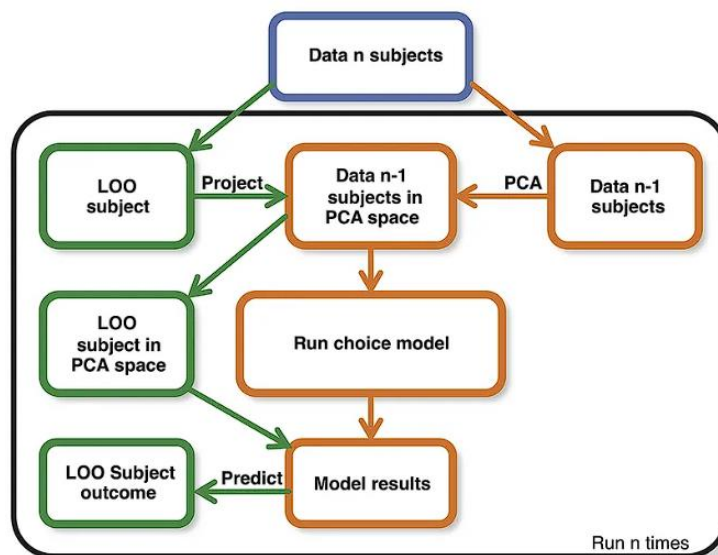 Data n subjects
LOO
subject
Project
Data n-1
subjects in
PCA space
PCA
Data n-1
subjects
LOO
subject in
PCA space
Run choice model
LOO Subject
outcome
Predict
Model results
Run n times